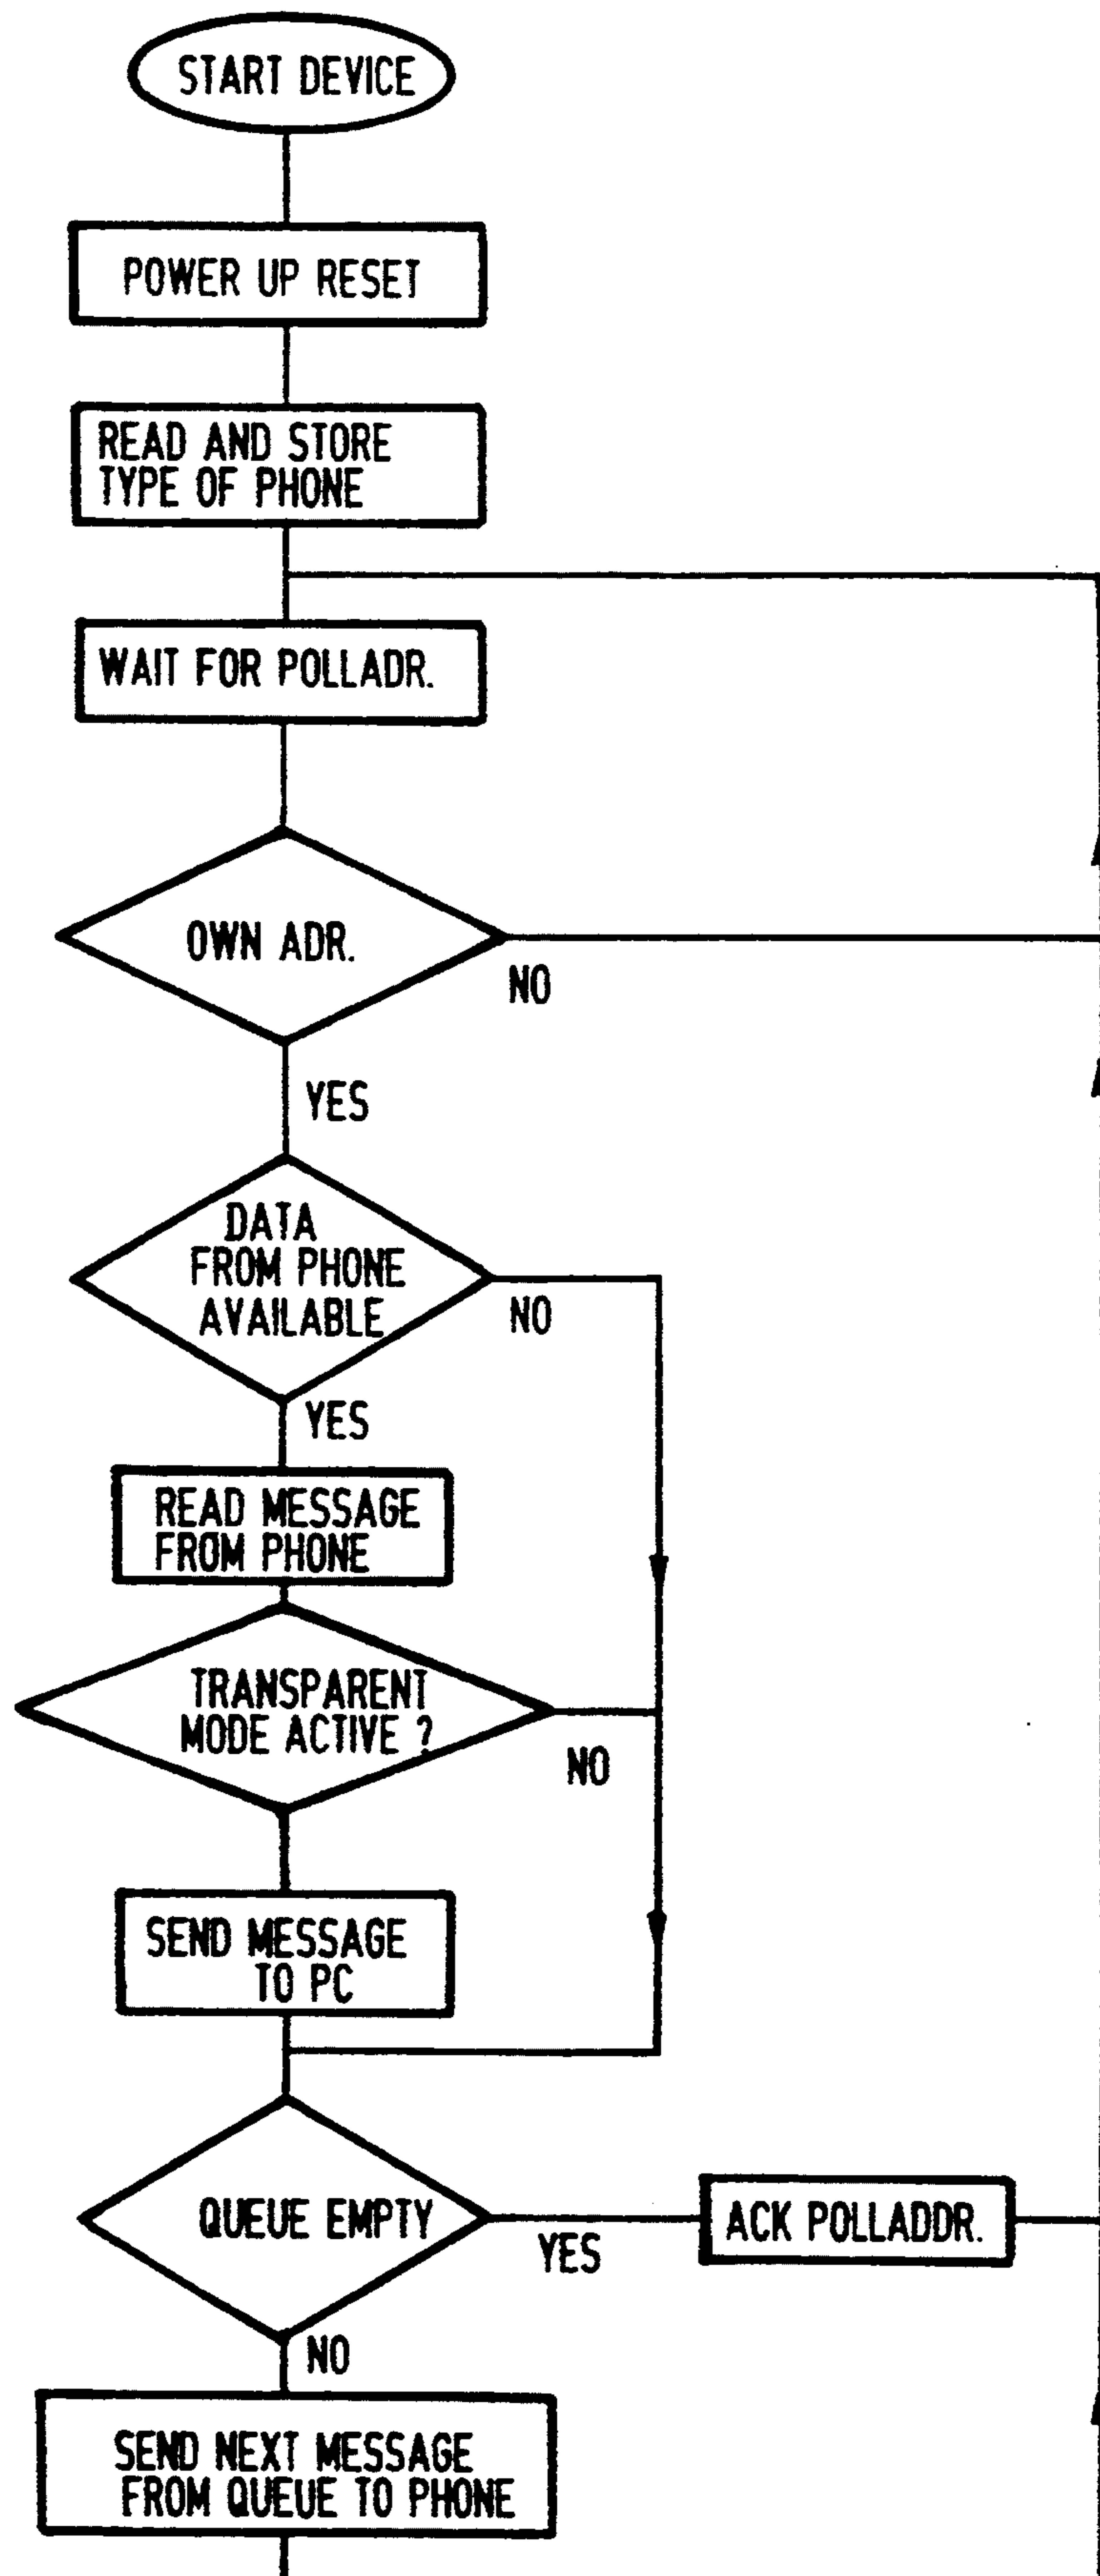 START DEVICE
POWER UP RESET
READ AND STORE
TYPE OF PHONE
WAIT FOR POLLADR.
OWN ADR.
NO
YES
DATA
FROM PHONE
AVAILABLE
NO
YES
READ MESSAGE
FROM PHONE
TRANSPARENT
MODE ACTIVE ?
NO
SEND MESSAGE
TO PC
QUEUE EMPTY
YES
ACK POLLADDR.
NO
SEND NEXT MESSAGE
FROM QUEUE TO PHONE